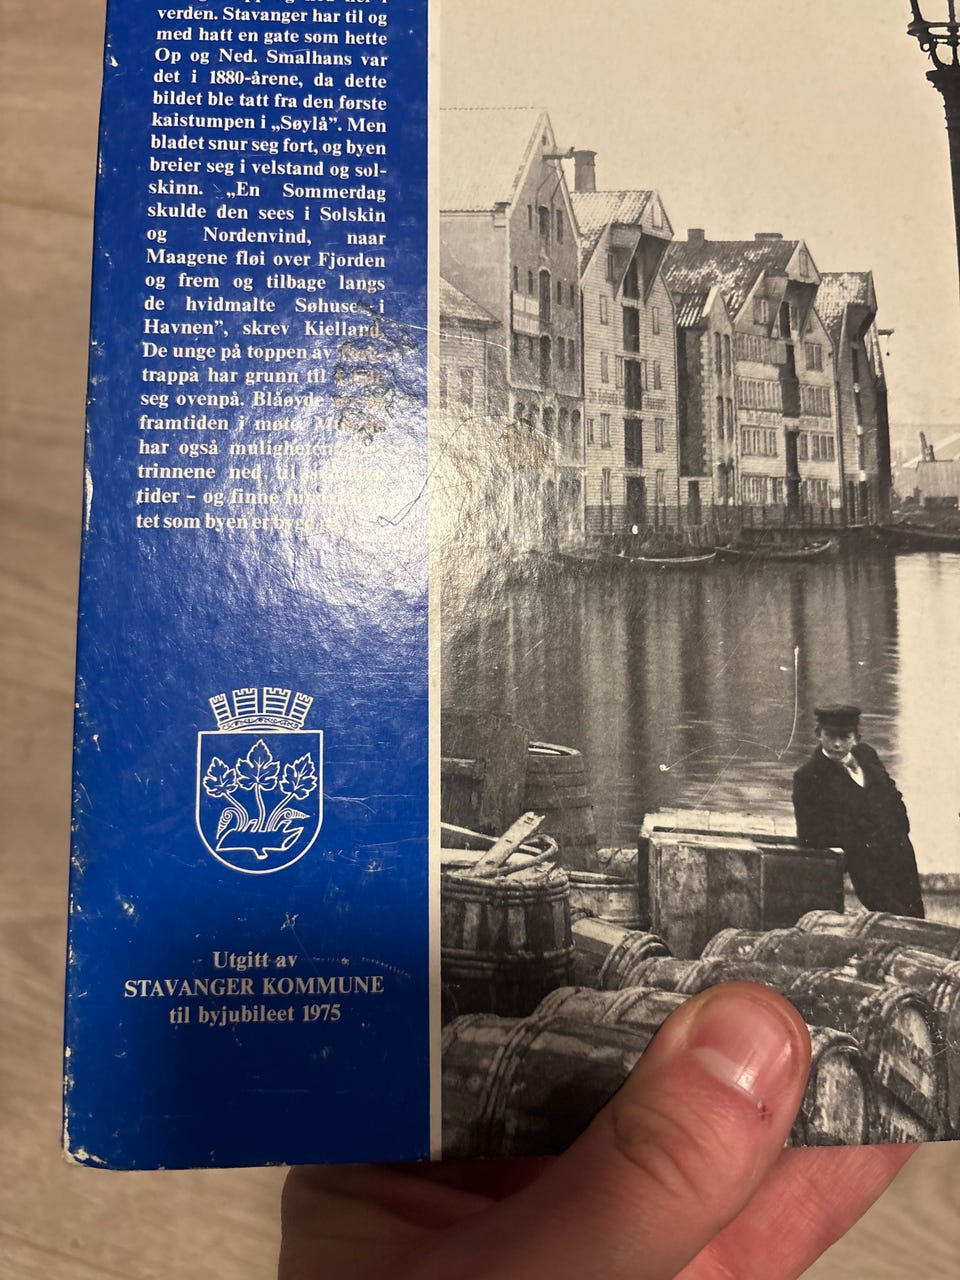 verden. Stavanger har til og
med hatt en gate som hette
Op og Ned. Smalhans var
det i 1880-årene, da dette
bildet ble tatt fra den første
kaistumpen i „Søylå”. Men
bladet snur seg fort, og byen
breier seg i velstand og sol-
skinn. „En Sommerdag
skulde den sees i Solskin
og Nordenvind, naar
Maagene fløi over Fjorden
og frem og tilbage langs
de hvidmalte Søhuse i
Havnen”, skrev Kielland.
De unge på toppen av
trappa har grunn til
seg ovenpå. Blåøyde
framtiden i møte.
har også muligheten
trinnene ned til
tider – og finne
tet som byen er bygd
Utgitt av
STAVANGER KOMMUNE
til byjubileet 1975